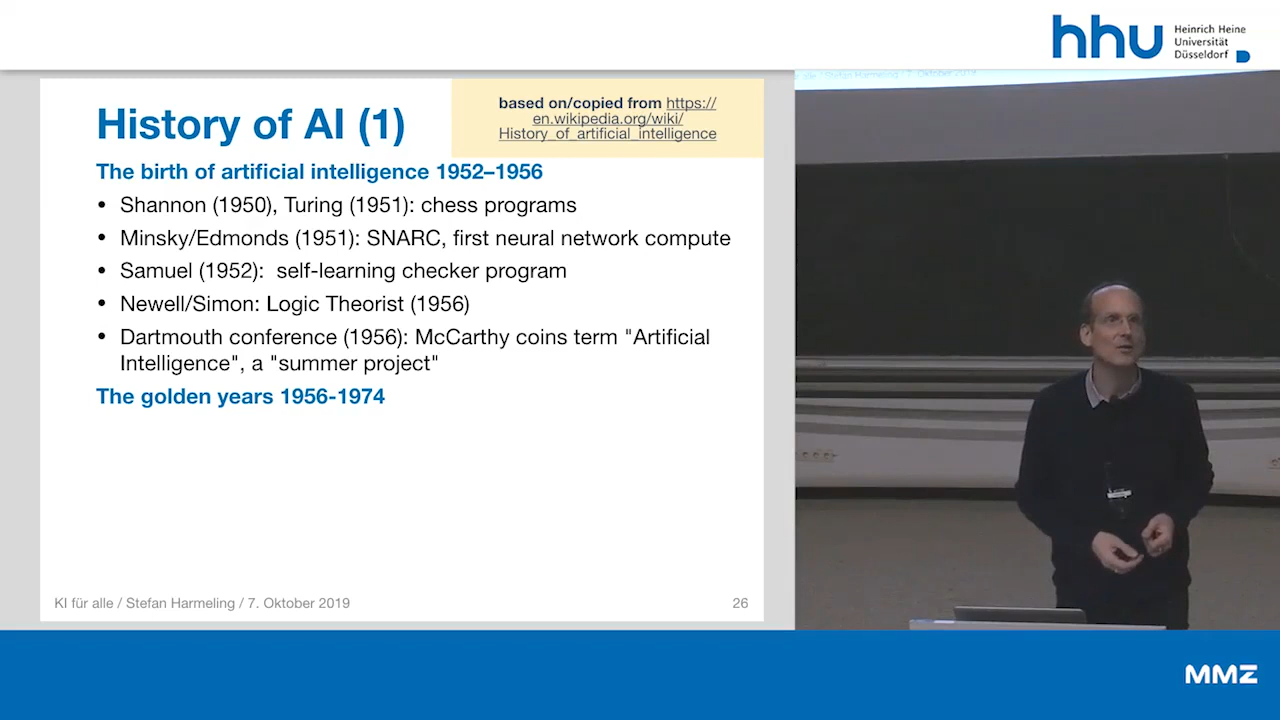 hhu Heinrich Heine
Universität
Düsseldorf
History of AI (1)
based on/copied from https://
en.wikipedia.org/wiki/
History_of_artificial_intelligence
The birth of artificial intelligence 1952–1956
• Shannon (1950), Turing (1951): chess programs
• Minsky/Edmonds (1951): SNARC, first neural network compute
• Samuel (1952):  self-learning checker program
• Newell/Simon: Logic Theorist (1956)
• Dartmouth conference (1956): McCarthy coins term "Artificial
Intelligence", a "summer project"
The golden years 1956-1974
KI für alle / Stefan Harmeling / 7. Oktober 2019
26
MMZ